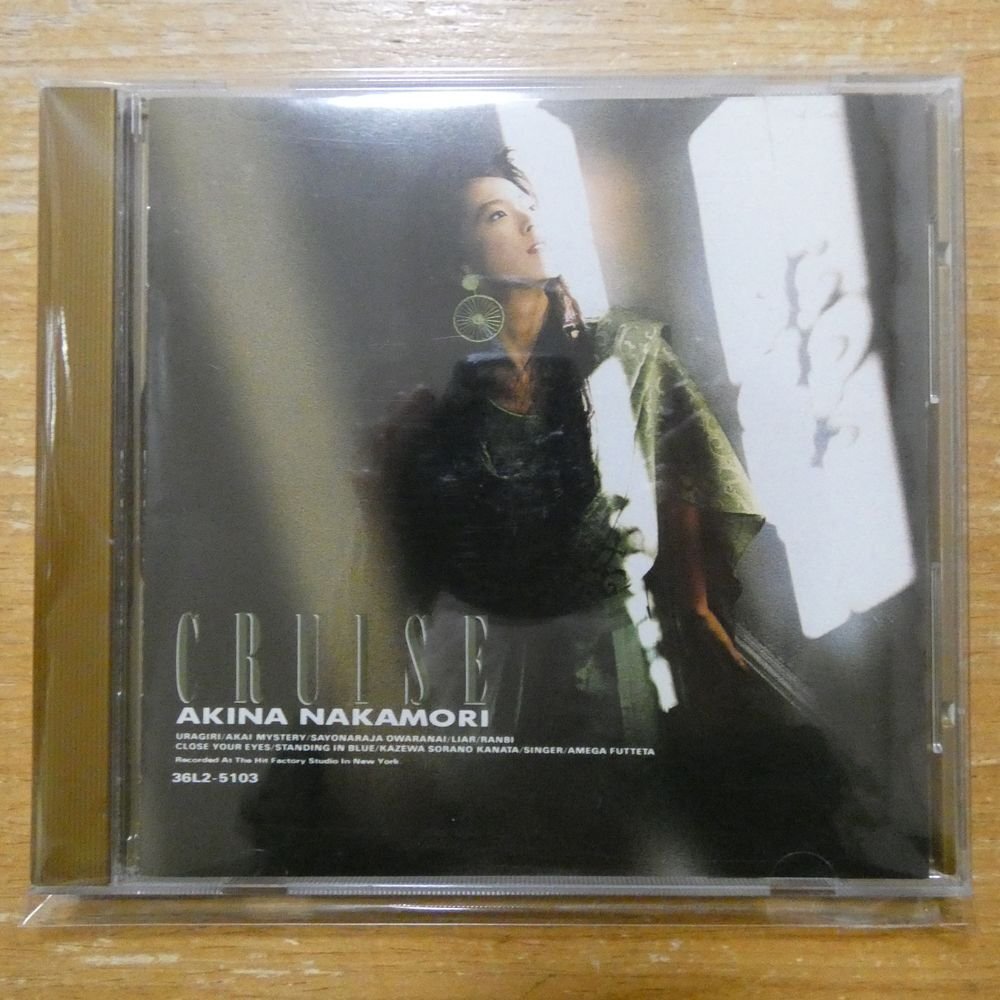 CRUISE
AKINA NAKAMORI
URAGIRI/AKAI MYSTERY/SAYONARAJA OWARANAI/LIAR/RANBI
CLOSE YOUR EYES/STANDING IN BLUE/KAZEWA SORANO KANATA/SINGER/AMEGA FUTTETA
Recorded At The Hit Factory Studio In New York
36L2-5103